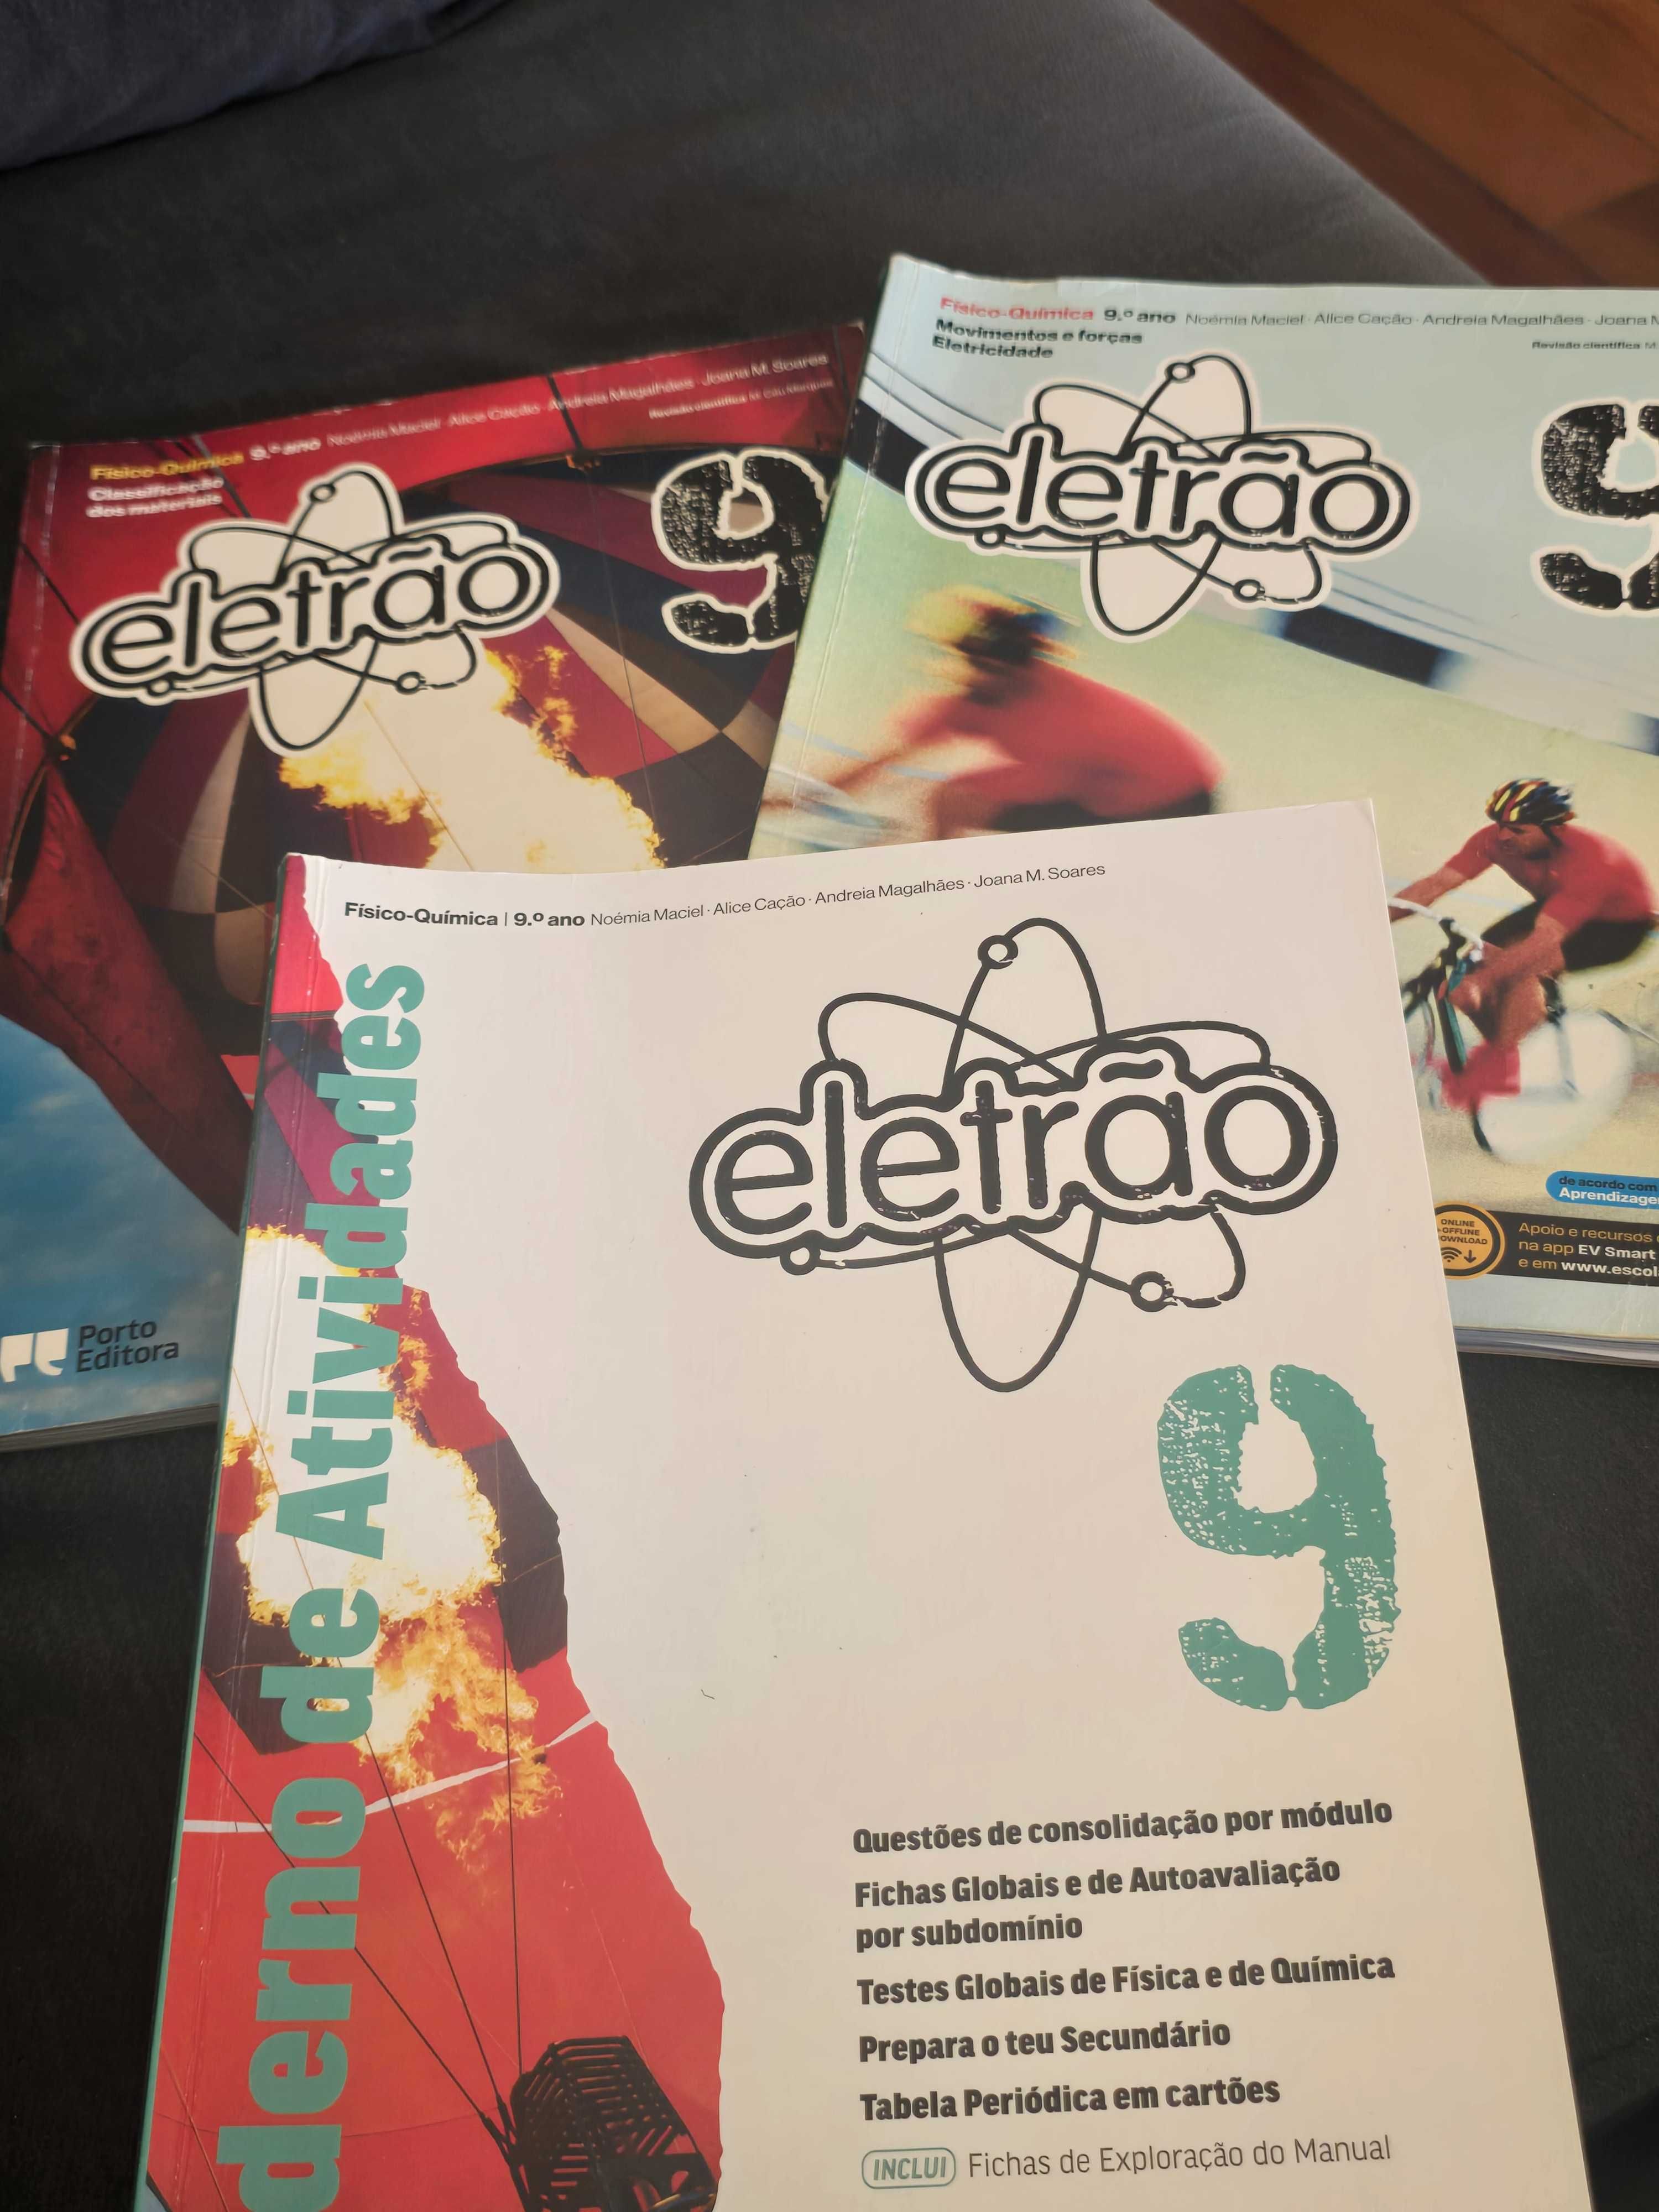 Físico-Química 9.º ano Noémia Maciel · Alice Cação · Andreia Magalhães · Joana M. Soares
Revisão científica M. Céu Marques
Classificação
dos materiais
eletrão
9
Porto
Editora
Físico-Química 9.º ano Noémia Maciel · Alice Cação · Andreia Magalhães · Joana M
Revisão científica M
Movimentos e forças
Eletricidade
eletrão
9
de acordo com
Aprendizage
ONLINE
OFFLINE
DOWNLOAD
Apoio e recursos
na app EV Smart
e em www.escol
Físico-Química | 9.º ano Noémia Maciel · Alice Cação · Andreia Magalhães · Joana M. Soares
derno de Atividades
eletrão
9
Questões de consolidação por módulo
Fichas Globais e de Autoavaliação
por subdomínio
Testes Globais de Física e de Química
Prepara o teu Secundário
Tabela Periódica em cartões
INCLUI Fichas de Exploração do Manual